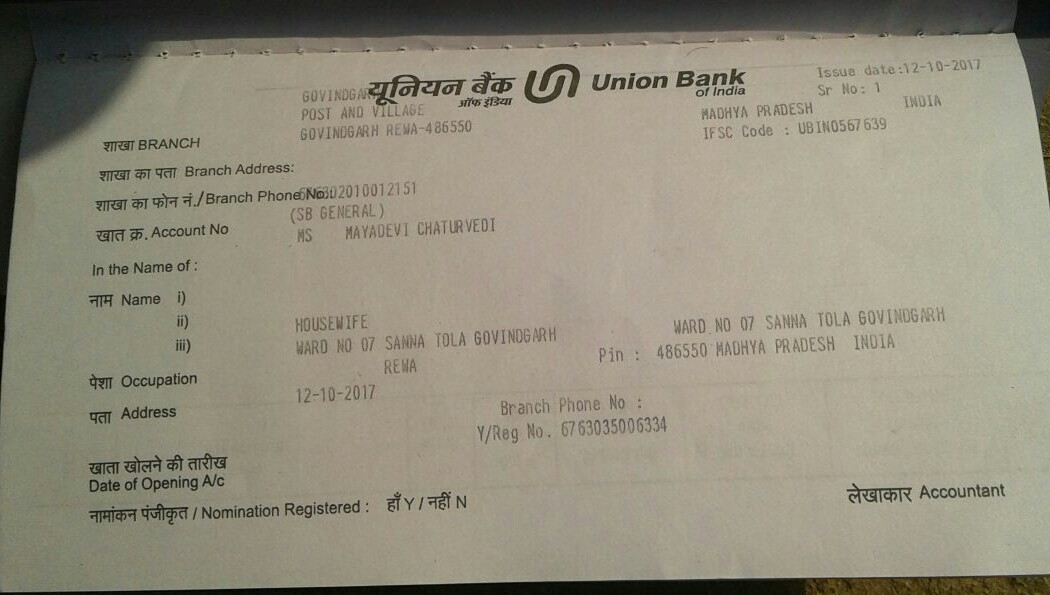 यूनियन बैंक Union Bank
ऑफ इंडिया of India
Issue date:12-10-2017
Sr No: 1
GOVINDGAR
POST AND VILLAGE
GOVINDGARH REWA-486550
MADHYA PRADESH INDIA
IFSC Code : UBIN0567639
शाखा BRANCH
शाखा का पता Branch Address:
शाखा का फोन नं./Branch Phone No.:
02010012151
(SB GENERAL)
खात क्र. Account No
MS MAYADEVI CHATURVEDI
In the Name of :
नाम Name i)
ii)
iii)
HOUSEWIFE
WARD NO 07 SANNA TOLA GOVINDGARH
REWA
WARD NO 07 SANNA TOLA GOVINDGARH
Pin : 486550 MADHYA PRADESH INDIA
पेशा Occupation
12-10-2017
पता Address
Branch Phone No :
Y/Reg No. 6763035006334
खाता खोलने की तारीख
Date of Opening A/c
नामांकन पंजीकृत / Nomination Registered : हाँ Y / नहीं N
लेखाकार Accountant